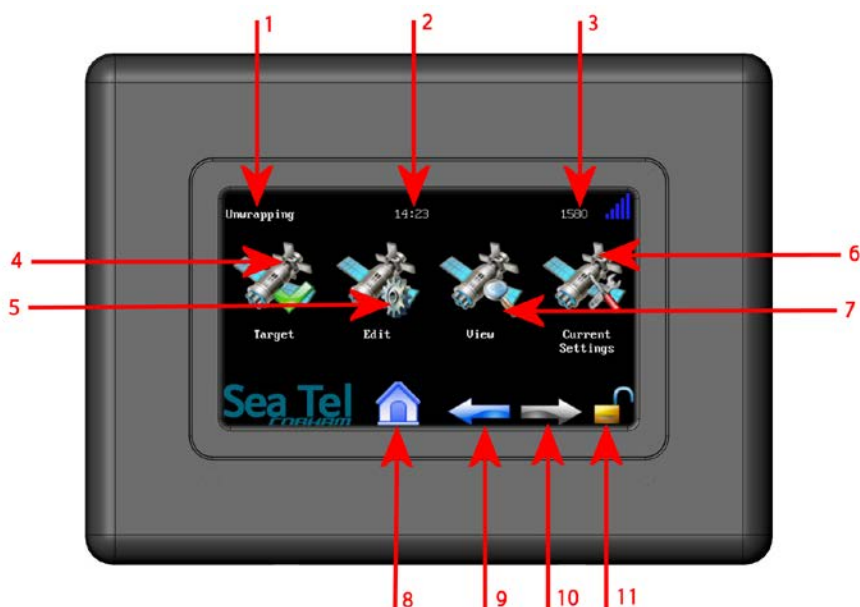 1
2
3
Unwrapping
14:23
1580
4
6
5
7
Target
Edit
View
Current
Settings
Sea Tel
COBHAM
8
9
10
11